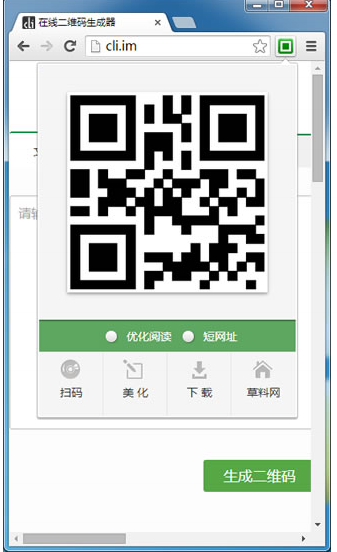 在线二维码生成器
cli.im
请输
优化阅读 短网址
扫码 美化 下载 草料网
生成二维码